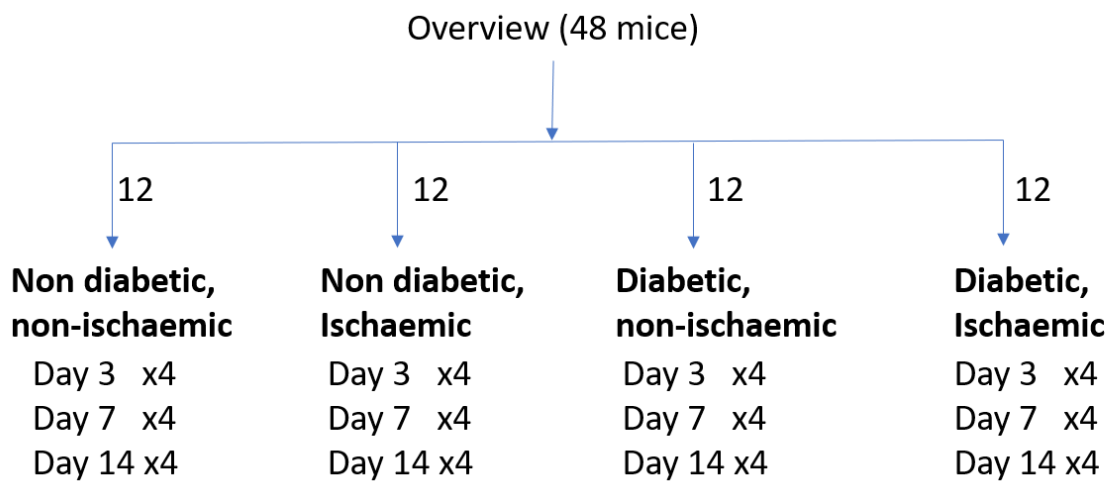 Overview (48 mice)
12
12
12
12
Non diabetic,
non-ischaemic
Day 3 x4
Day 7 x4
Day 14 x4
Non diabetic,
Ischaemic
Day 3 x4
Day 7 x4
Day 14 x4
Diabetic,
non-ischaemic
Day 3 x4
Day 7 x4
Day 14 x4
Diabetic,
Ischaemic
Day 3 x4
Day 7 x4
Day 14 x4